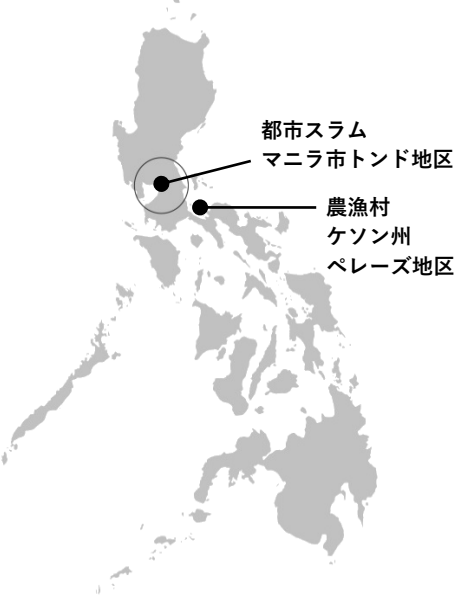 都市スラム
マニラ市トンド地区
農漁村
ケソン州
ペレーズ地区